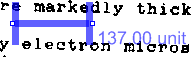 re markedly thick
137.00 unit
y electron micros